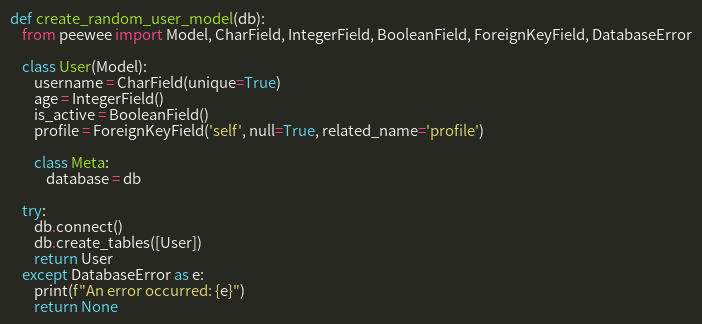 def create_random_user_model(db):
    from peewee import Model, CharField, IntegerField, BooleanField, ForeignKeyField, DatabaseError

    class User(Model):
        username = CharField(unique=True)
        age = IntegerField()
        is_active = BooleanField()
        profile = ForeignKeyField('self', null=True, related_name='profile')

        class Meta:
            database = db

    try:
        db.connect()
        db.create_tables([User])
        return User
    except DatabaseError as e:
        print(f"An error occurred: {e}")
        return None